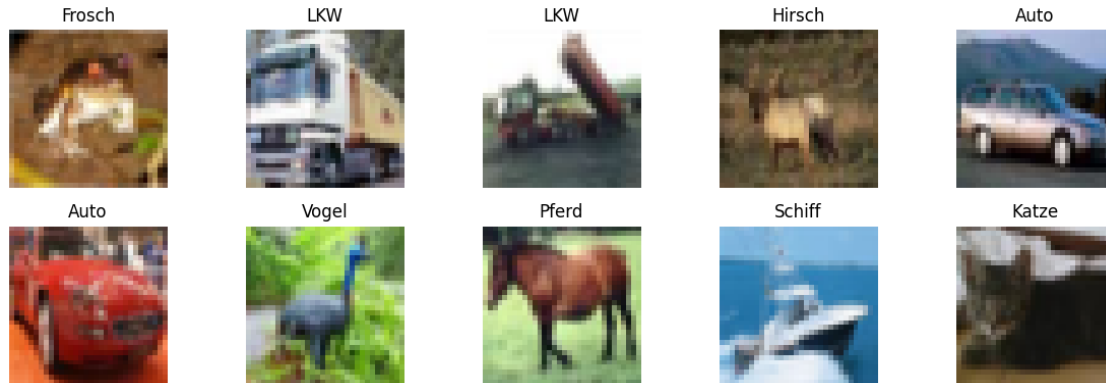 Frosch LKW LKW Hirsch Auto
Auto Vogel Pferd Schiff Katze